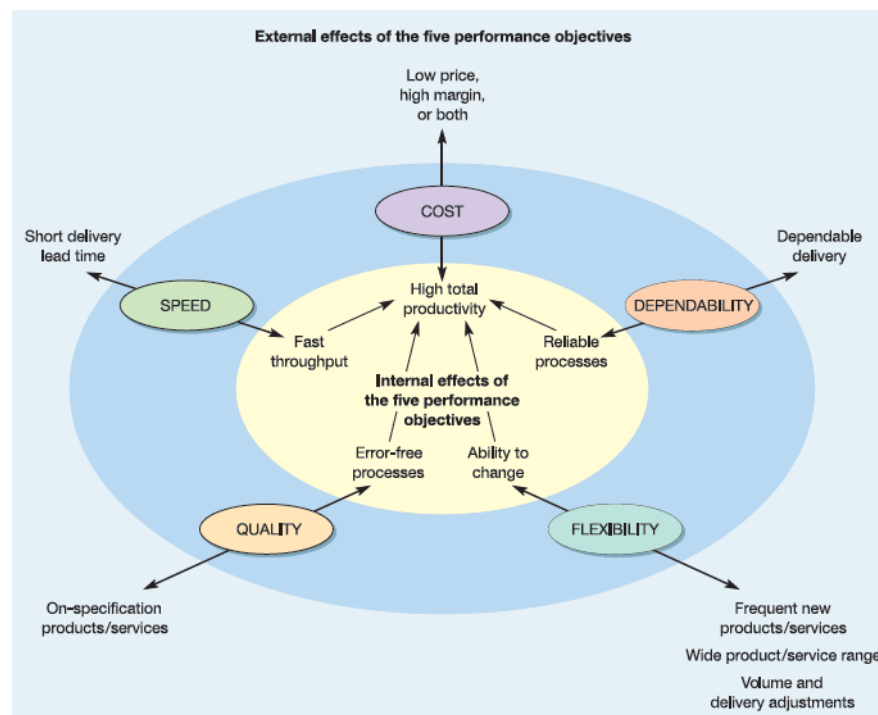 External effects of the five performance objectives
Low price,
high margin,
or both
COST
Short delivery
lead time
Dependable
delivery
SPEED
High total
productivity
DEPENDABILITY
Fast
throughput
Reliable
processes
Internal effects of
the five performance
objectives
Error-free
processes
Ability to
change
QUALITY
FLEXIBILITY
On-specification
products/services
Frequent new
products/services
Wide product/service range
Volume and
delivery adjustments